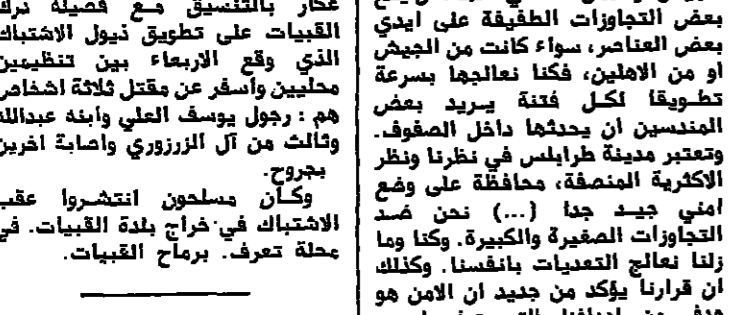 بعض التجاوزات الطفيفة على ايدي
بعض العناصر، سواء كانت من الجيش
او من الاهلين، فكنا نعالجها بسرعة
تطويقا لكل فتنة يريد بعض
المندسين ان يحدثها داخل الصفوف.
وتعتبر مدينة طرابلس في نظرنا ونظر
الاكثرية المنصفة، محافظة على وضع
امني جيد جدا (...) نحن ضد
التجاوزات الصغيرة والكبيرة. وكنا وما
زلنا نعالج التعديات بانفسنا. وكذلك
ان قرارنا يؤكد من جديد ان الامن هو
عكار بالتنسيق مع فصيلة درك
القبيات على تطويق ذيول الاشتباك
الذي وقع الاربعاء بين تنظيمين
محليين وأسفر عن مقتل ثلاثة اشخاص
هم : رجول يوسف العلي وابنه عبدالله
وثالث من آل الزرزوري واصابة اخرين
بجروح.
وكان مسلحون انتشروا عقب
الاشتباك في خراج بلدة القبيات. في
محلة تعرف. برماح القبيات.